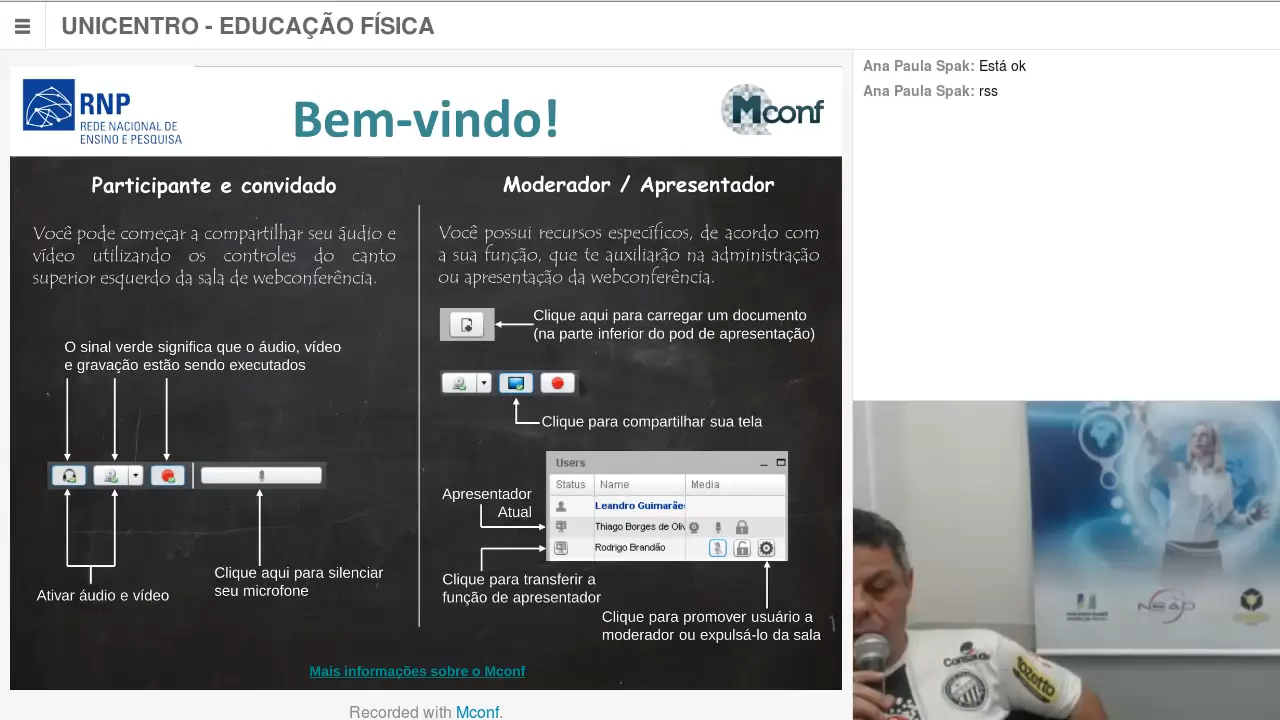 UNICENTRO - EDUCAÇÃO FÍSICA
RNP
REDE NACIONAL DE
ENSINO E PESQUISA
Bem-vindo!
Mconf
Participante e convidado
Você pode começar a compartilhar seu áudio e
vídeo utilizando os controles do canto
superior esquerdo da sala de webconferência.
O sinal verde significa que o áudio, vídeo
e gravação estão sendo executados
Ativar áudio e vídeo
Clique aqui para silenciar
seu microfone
Moderador / Apresentador
Você possui recursos específicos, de acordo com
a sua função, que te auxiliarão na administração
ou apresentação da webconferência.
Clique aqui para carregar um documento
(na parte inferior do pod de apresentação)
Clique para compartilhar sua tela
Users
Status Name Media
Leandro Guimarãe
Thiago Borges de Oliv
Rodrigo Brandão
Apresentador
Atual
Clique para transferir a
função de apresentador
Clique para promover usuário a
moderador ou expulsá-lo da sala
Mais informações sobre o Mconf
Recorded with Mconf.
Ana Paula Spak: Está ok
Ana Paula Spak: rss
NEAD
Consaúde
Tozetto